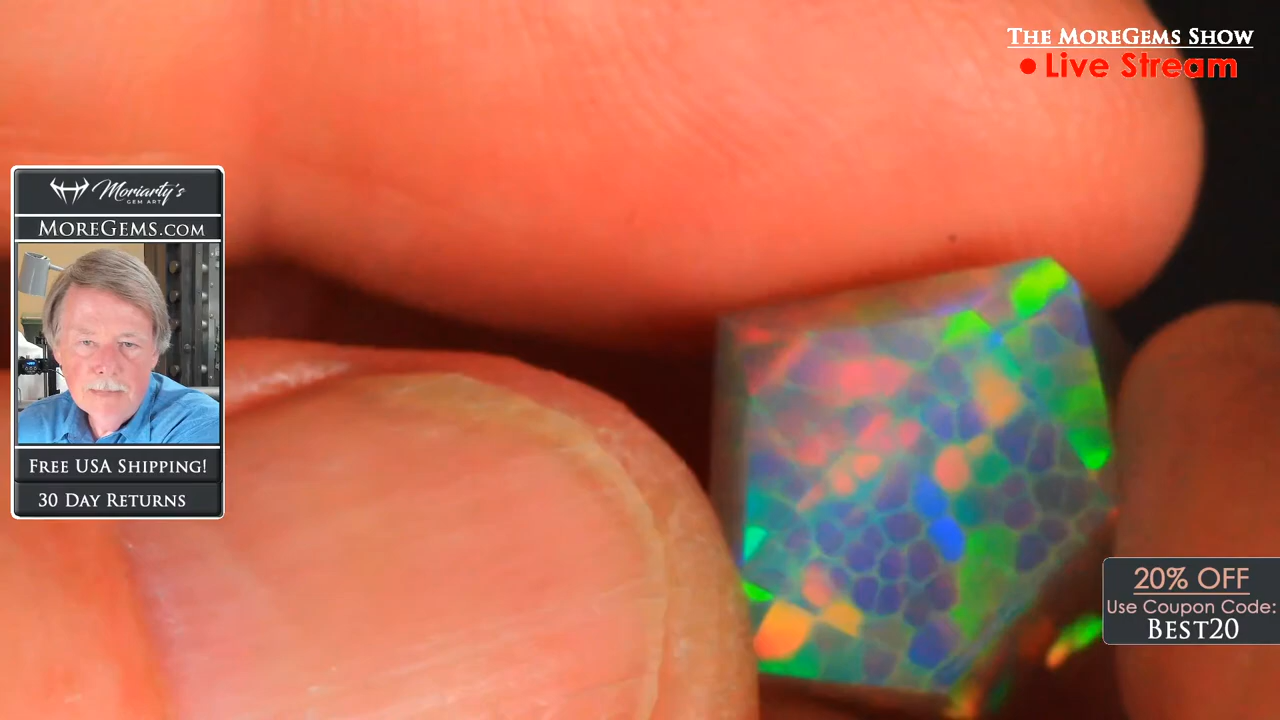 The MoreGems Show
Live Stream
Moriarty's
GEM ART
MoreGems.com
Free USA Shipping!
30 Day Returns
20% OFF
Use Coupon Code:
Best20